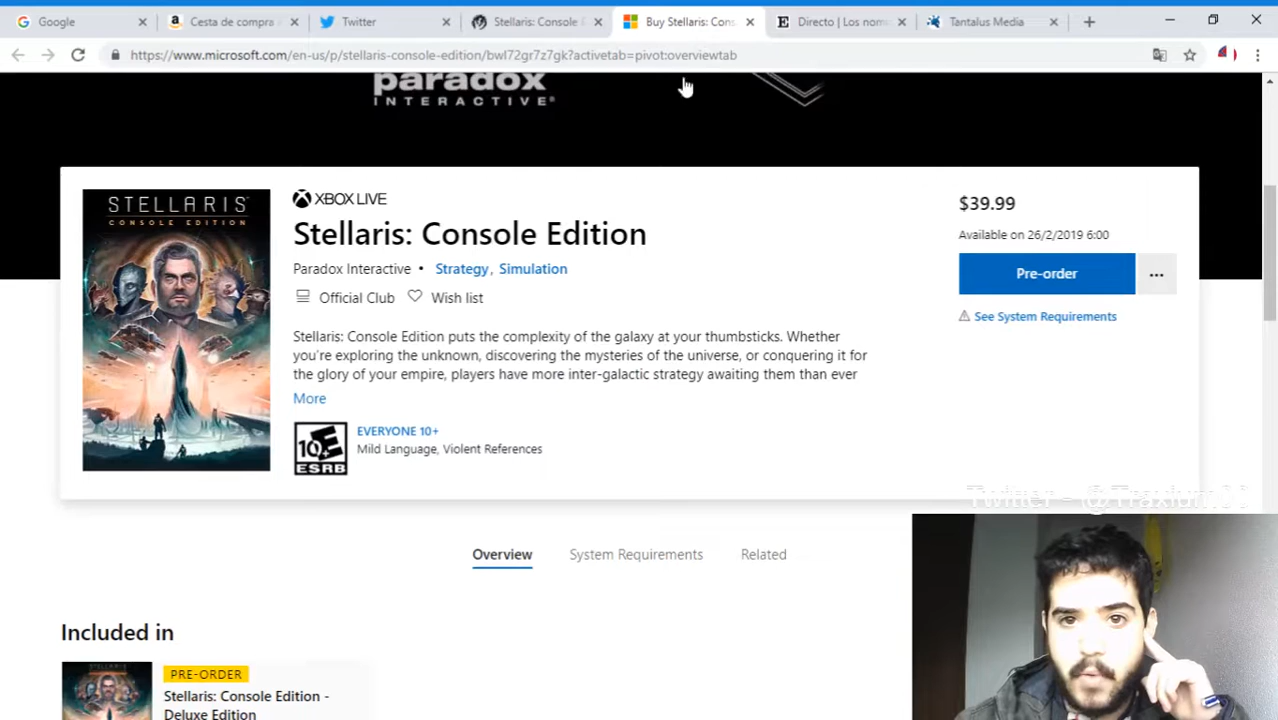 Google
Cesta de compra
Twitter
Stellaris: Console E
Buy Stellaris: Cons
Directo | Los nom
Tantalus Media
https://www.microsoft.com/en-us/p/stellaris-console-edition/bwl72gr7z7gk?activetab=pivot:overviewtab
paradox
INTERACTIVE
STELLARIS
CONSOLE EDITION
XBOX LIVE
Stellaris: Console Edition
Paradox Interactive • Strategy, Simulation
Official Club Wish list
Stellaris: Console Edition puts the complexity of the galaxy at your thumbsticks. Whether
you're exploring the unknown, discovering the mysteries of the universe, or conquering it for
the glory of your empire, players have more inter-galactic strategy awaiting them than ever
More
10+
ESRB
EVERYONE 10+
Mild Language, Violent References
$39.99
Available on 26/2/2019 6:00
Pre-order
...
See System Requirements
Twitter - 
Overview System Requirements Related
Included in
PRE-ORDER
Stellaris: Console Edition -
Deluxe Edition